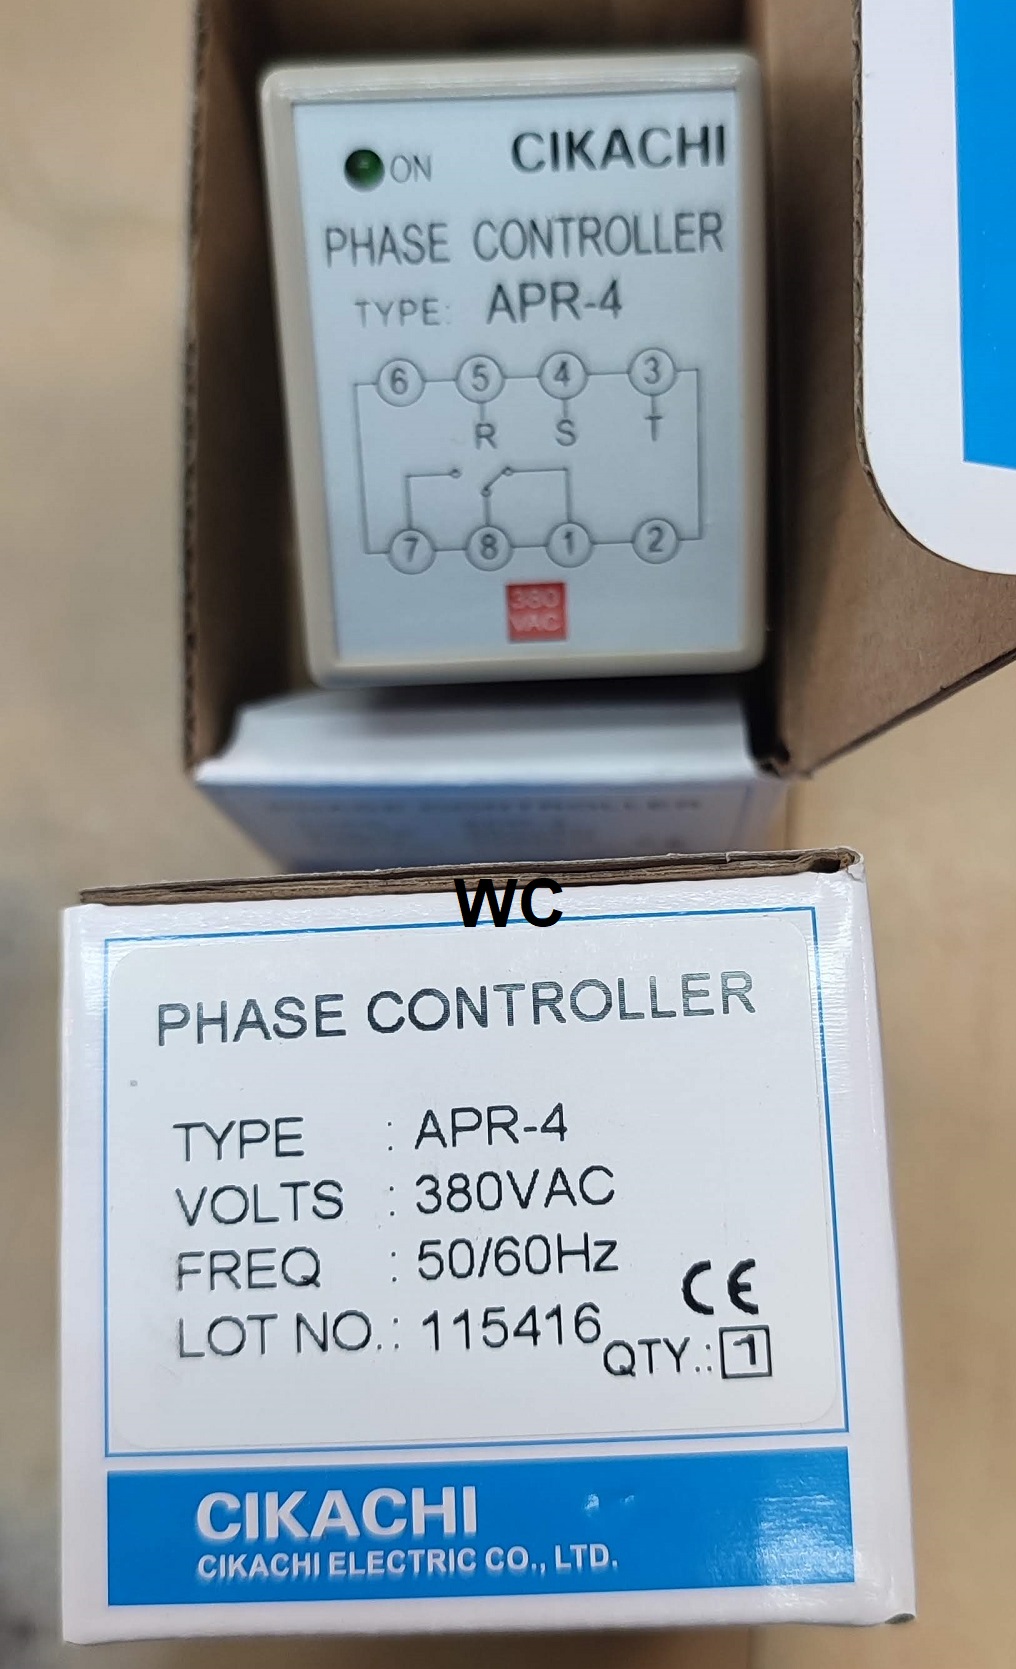 ON CIKACHI
PHASE CONTROLLER
TYPE: APR-4
6 5 4 3
R S T
7 8 1 2
380
VAC
WC
PHASE CONTROLLER
TYPE : APR-4
VOLTS : 380VAC
FREQ : 50/60Hz
CE
LOT NO.: 115416
QTY.: 1
CIKACHI
CIKACHI ELECTRIC CO., LTD.